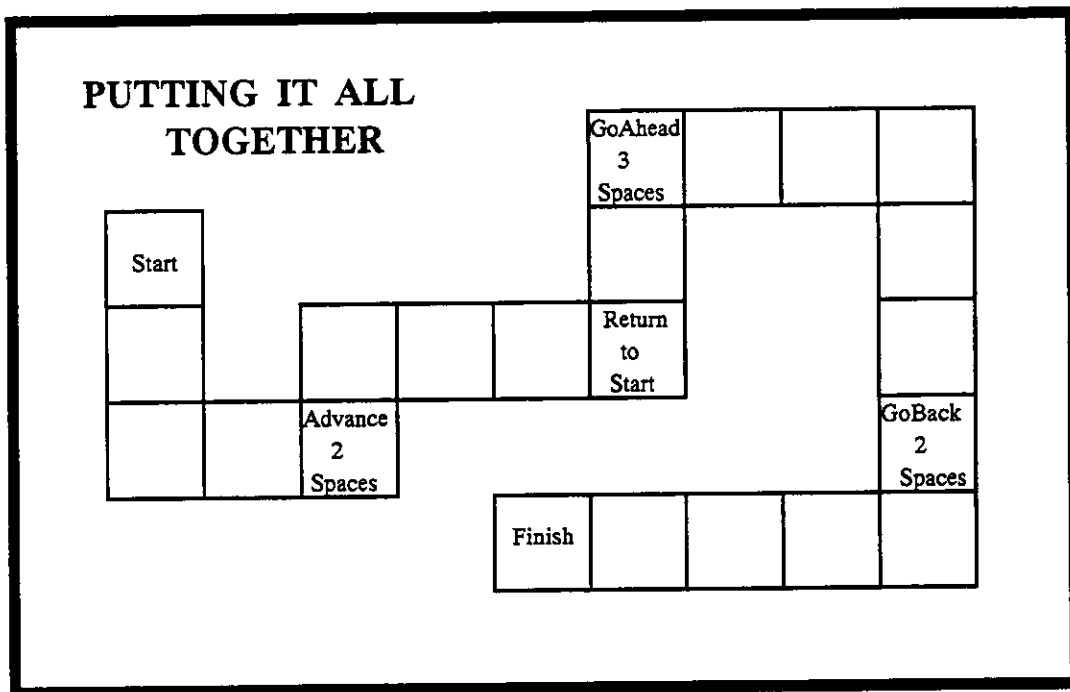 PUTTING IT ALL
TOGETHER
Start
Advance
2
Spaces
Return
to
Start
GoAhead
3
Spaces
GoBack
2
Spaces
Finish